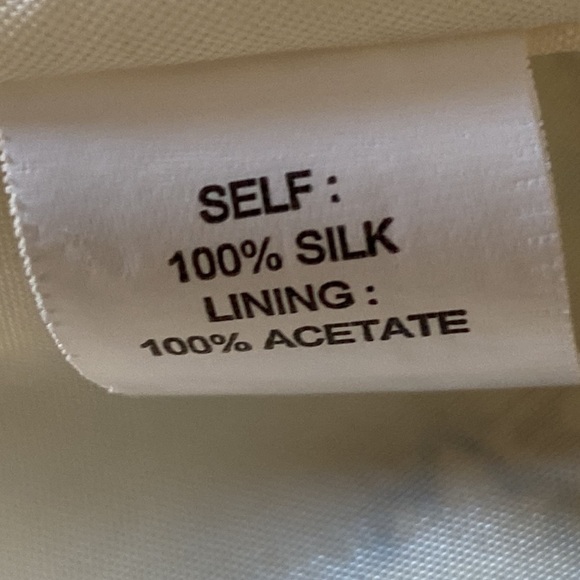 SELF :
100% SILK
LINING :
100% ACETATE